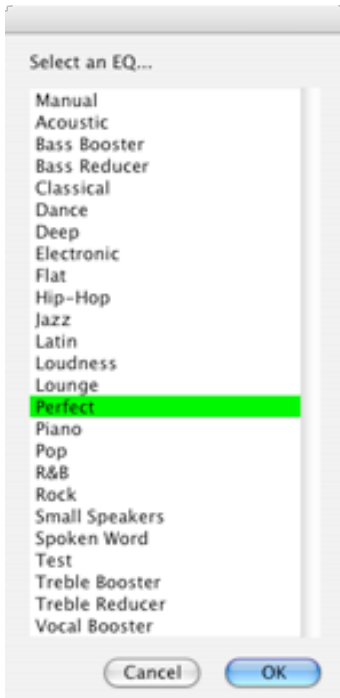 Select an EQ...
Manual
Acoustic
Bass Booster
Bass Reducer
Classical
Dance
Deep
Electronic
Flat
Hip-Hop
Jazz
Latin
Loudness
Lounge
Perfect
Piano
Pop
R&B
Rock
Small Speakers
Spoken Word
Test
Treble Booster
Treble Reducer
Vocal Booster
Cancel OK